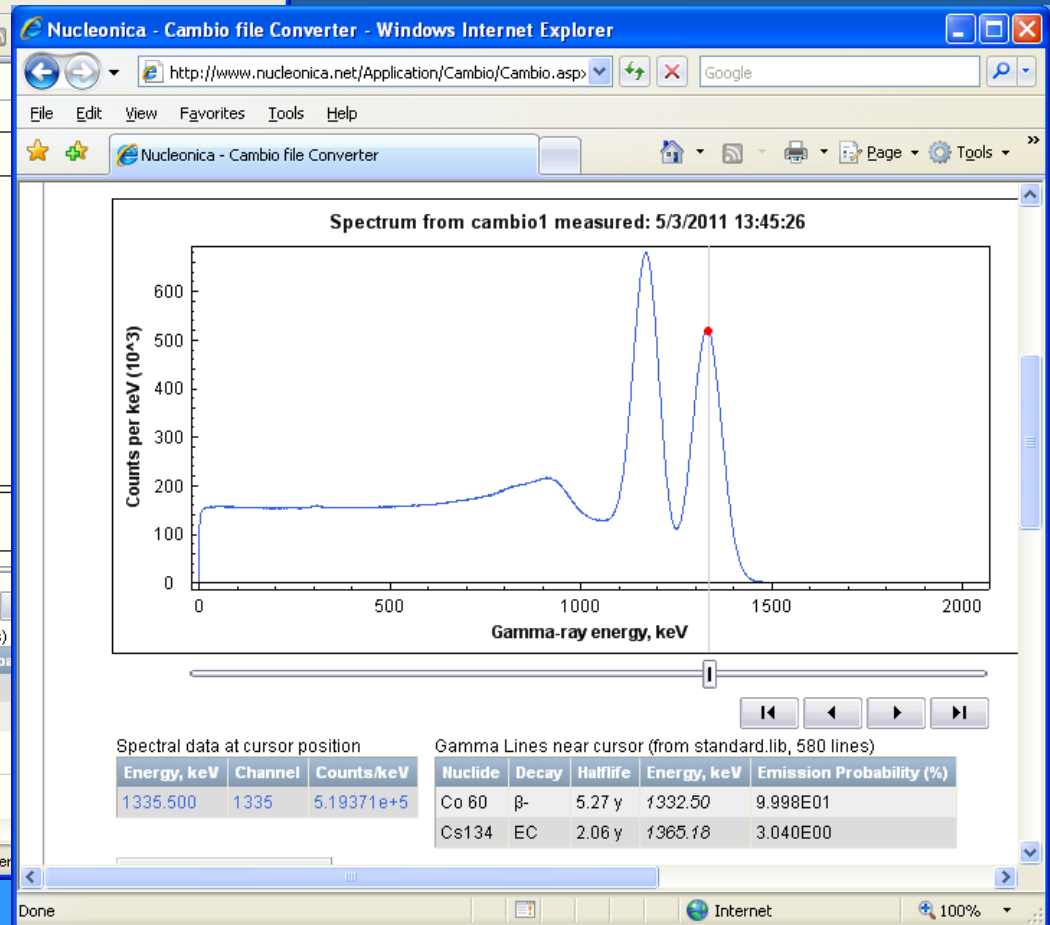 Nucleonica - Cambio file Converter - Windows Internet Explorer
http://www.nucleonica.net/Application/Cambio/Cambio.asp
Google
File Edit View Favorites Tools Help
Nucleonica - Cambio file Converter
Page Tools
Spectrum from cambio1 measured: 5/3/2011 13:45:26
Counts per keV (10^3)
600
500
400
300
200
100
0
0 500 1000 1500 2000
Gamma-ray energy, keV
Spectral data at cursor position
Energy, keV Channel Counts/keV
1335.500 1335 5.19371e+5
Gamma Lines near cursor (from standard.lib, 580 lines)
Nuclide Decay Halflife Energy, keV Emission Probability (%)
Co 60 β- 5.27 y 1332.50 9.998E01
Cs134 EC 2.06 y 1365.18 3.040E00
Done Internet 100%